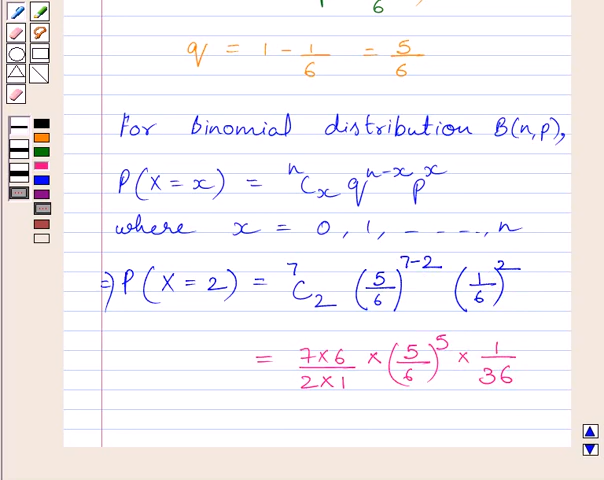 6
q = 1 - 1/6 = 5/6
For binomial distribution B(n,p),
P(X = x) = ⁿCₓ qⁿ⁻ˣ pˣ
where x = 0, 1, - - - - -, n
⇒ P(X = 2) = ⁷C₂ (5/6)⁷⁻² (1/6)²
= 7×6/2×1 × (5/6)⁵ × 1/36